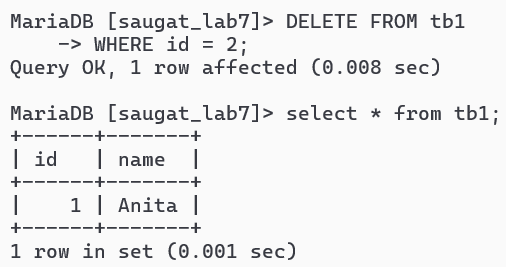 MariaDB [saugat_lab7]> DELETE FROM tb1
    -> WHERE id = 2;
Query OK, 1 row affected (0.008 sec)

MariaDB [saugat_lab7]> select * from tb1;
+------+-------+
| id   | name  |
+------+-------+
|    1 | Anita |
+------+-------+
1 row in set (0.001 sec)